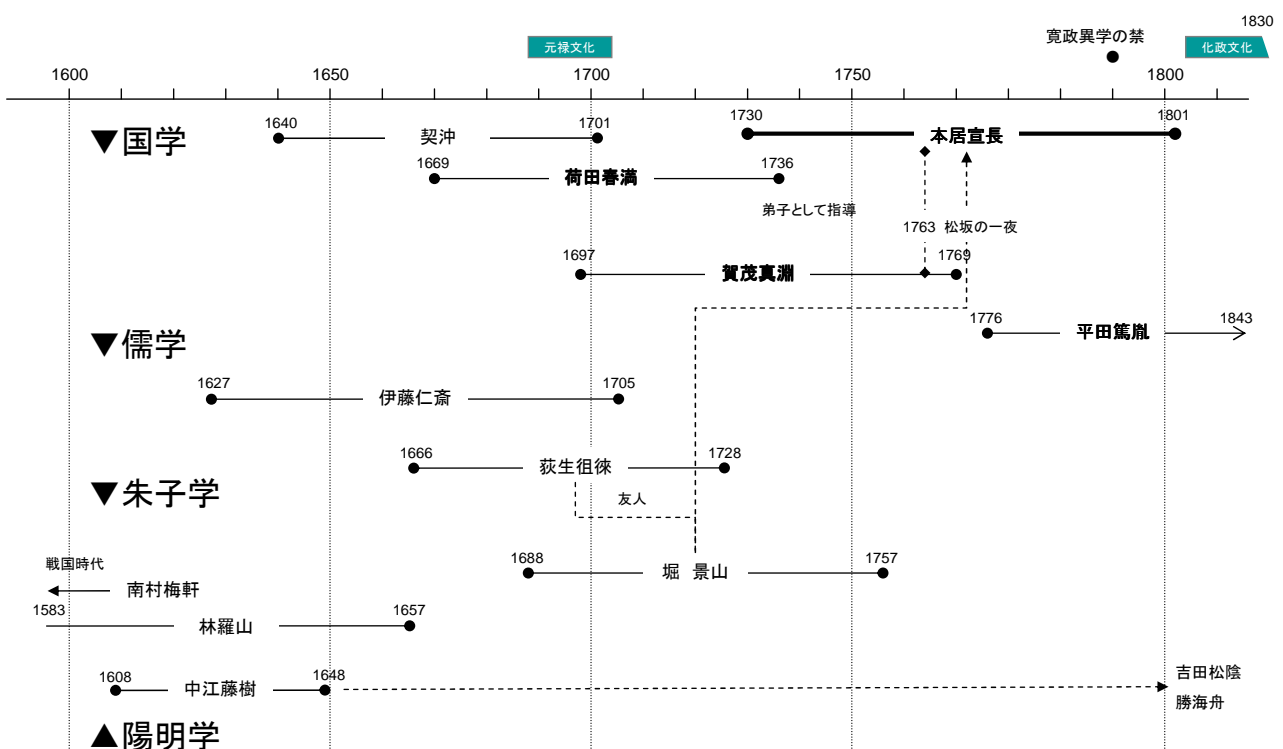 1830
寛政異学の禁
元禄文化
化政文化
1600
1650
1700
1750
1800
▼国学
1640
契沖
1701
1730
本居宣長
1801
1669
荷田春満
1736
弟子として指導
1763
松坂の一夜
1697
賀茂真淵
1769
1776
平田篤胤
1843
▼儒学
1627
伊藤仁斎
1705
1666
荻生徂徠
1728
▼朱子学
友人
1688
堀 景山
1757
戦国時代
南村梅軒
1583
林羅山
1657
1608
中江藤樹
1648
吉田松陰
勝海舟
▲陽明学